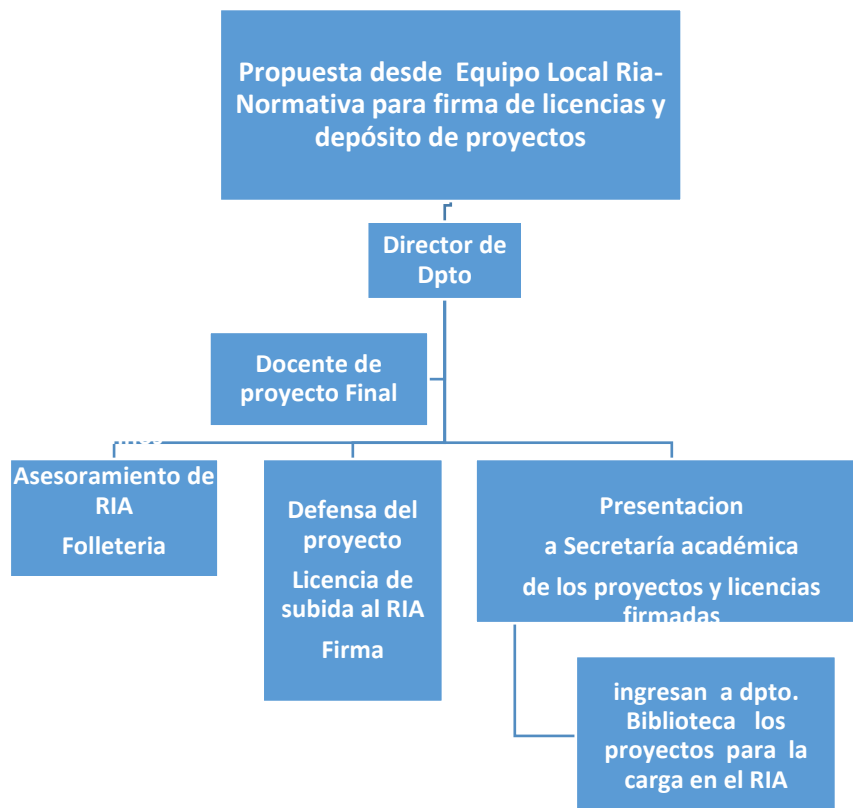 Propuesta desde Equipo Local Ria-
Normativa para firma de licencias y
depósito de proyectos
Director de
Dpto
Docente de
proyecto Final
Asesoramiento de
RIA
Folleteria
Defensa del
proyecto
Licencia de
subida al RIA
Firma
Presentacion
a Secretaría académica
de los proyectos y licencias
firmadas
ingresan a dpto.
Biblioteca los
proyectos para la
carga en el RIA